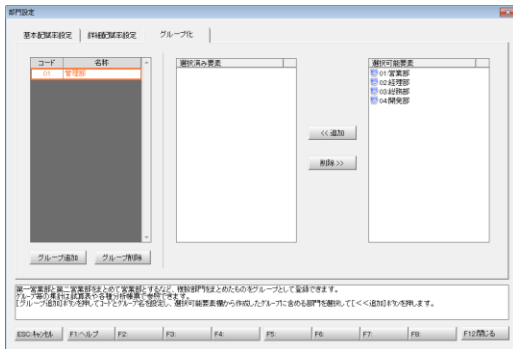 部門設定
基本配賦率設定 詳細配賦率設定 グループ化
コード 名称
01 管理部
選択済み要素
選択可能要素
01:営業部
02:経理部
03:総務部
04:開発部
<< 追加
削除 >>
グループ追加 グループ削除
第一営業部と第二営業部をまとめて営業部とするなど、複数部門をまとめたものをグループとして登録できます。
グループ毎の集計は試算表や各種分析帳票で参照できます。
[グループ追加]ボタンを押してコードとグループ名を設定し、選択可能要素欄から作成したグループに含める部門を選択して[<<追加]ボタンを押します。
ESC:キャンセル F1:ヘルプ F2: F3: F4: F5: F6: F7: F8: F12:閉じる